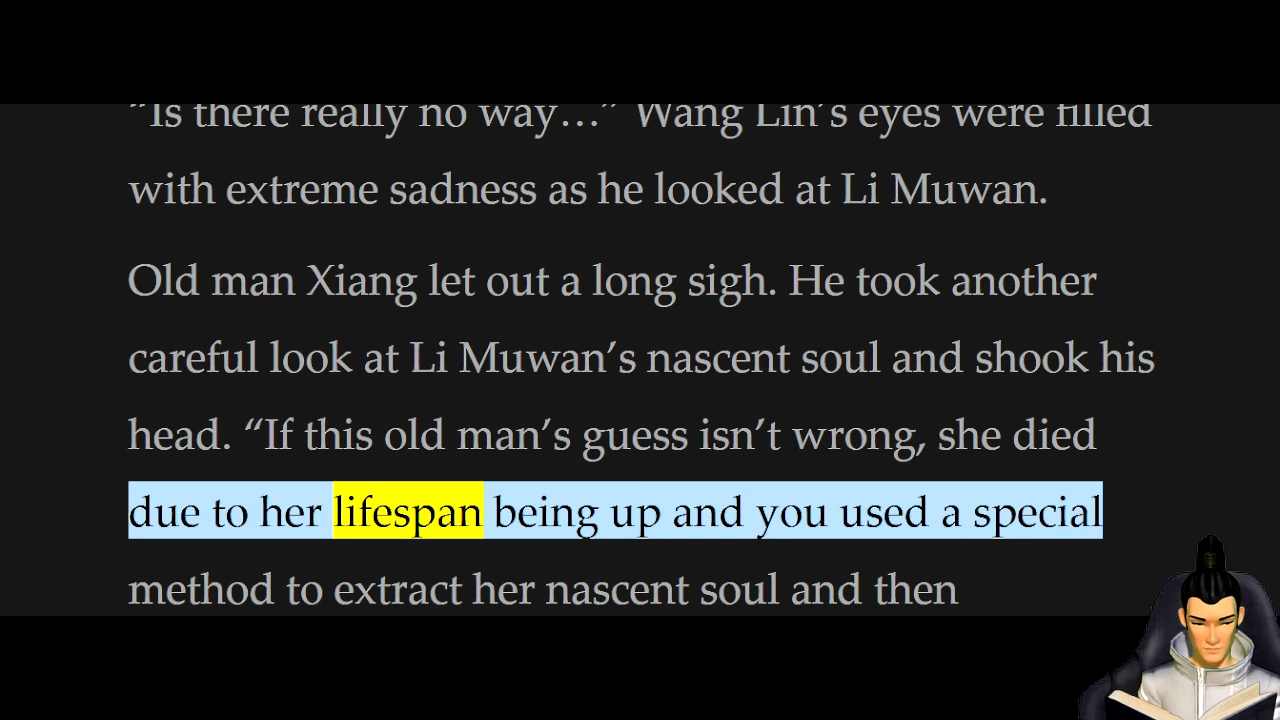 “Is there really no way…” Wang Lin’s eyes were filled
with extreme sadness as he looked at Li Muwan.
Old man Xiang let out a long sigh. He took another
careful look at Li Muwan’s nascent soul and shook his
head. “If this old man’s guess isn’t wrong, she died
due to her lifespan being up and you used a special
method to extract her nascent soul and then